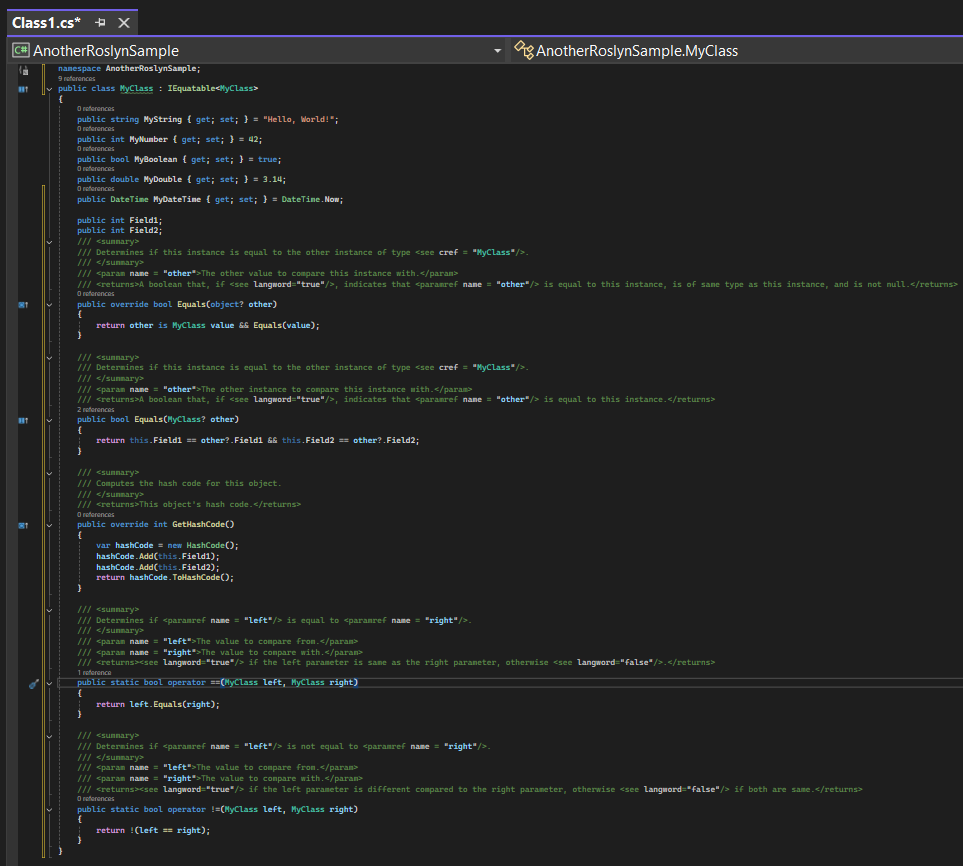 Class1.cs*
AnotherRoslynSample AnotherRoslynSample.MyClass
namespace AnotherRoslynSample;
9 references
public class MyClass : IEquatable<MyClass>
{
0 references
public string MyString { get; set; } = "Hello, World!";
0 references
public int MyNumber { get; set; } = 42;
0 references
public bool MyBoolean { get; set; } = true;
0 references
public double MyDouble { get; set; } = 3.14;
0 references
public DateTime MyDateTime { get; set; } = DateTime.Now;
public int Field1;
public int Field2;
/// <summary>
/// Determines if this instance is equal to the other instance of type <see cref = "MyClass"/>.
/// </summary>
/// <param name = "other">The other value to compare this instance with.</param>
/// <returns>A boolean that, if <see langword="true"/>, indicates that <paramref name = "other"/> is equal to this instance, is of same type as this instance, and is not null.</returns>
0 references
public override bool Equals(object? other)
{
return other is MyClass value && Equals(value);
}
/// <summary>
/// Determines if this instance is equal to the other instance of type <see cref = "MyClass"/>.
/// </summary>
/// <param name = "other">The other instance to compare this instance with.</param>
/// <returns>A boolean that, if <see langword="true"/>, indicates that <paramref name = "other"/> is equal to this instance.</returns>
2 references
public bool Equals(MyClass? other)
{
return this.Field1 == other?.Field1 && this.Field2 == other?.Field2;
}
/// <summary>
/// Computes the hash code for this object.
/// </summary>
/// <returns>This object's hash code.</returns>
0 references
public override int GetHashCode()
{
var hashCode = new HashCode();
hashCode.Add(this.Field1);
hashCode.Add(this.Field2);
return hashCode.ToHashCode();
}
/// <summary>
/// Determines if <paramref name = "left"/> is equal to <paramref name = "right"/>.
/// </summary>
/// <param name = "left">The value to compare from.</param>
/// <param name = "right">The value to compare with.</param>
/// <returns><see langword="true"/> if the left parameter is same as the right parameter, otherwise <see langword="false"/>.</returns>
1 reference
public static bool operator ==(MyClass left, MyClass right)
{
return left.Equals(right);
}
/// <summary>
/// Determines if <paramref name = "left"/> is not equal to <paramref name = "right"/>.
/// </summary>
/// <param name = "left">The value to compare from.</param>
/// <param name = "right">The value to compare with.</param>
/// <returns><see langword="true"/> if the left parameter is different compared to the right parameter, otherwise <see langword="false"/> if both are same.</returns>
0 references
public static bool operator !=(MyClass left, MyClass right)
{
return !(left == right);
}
}